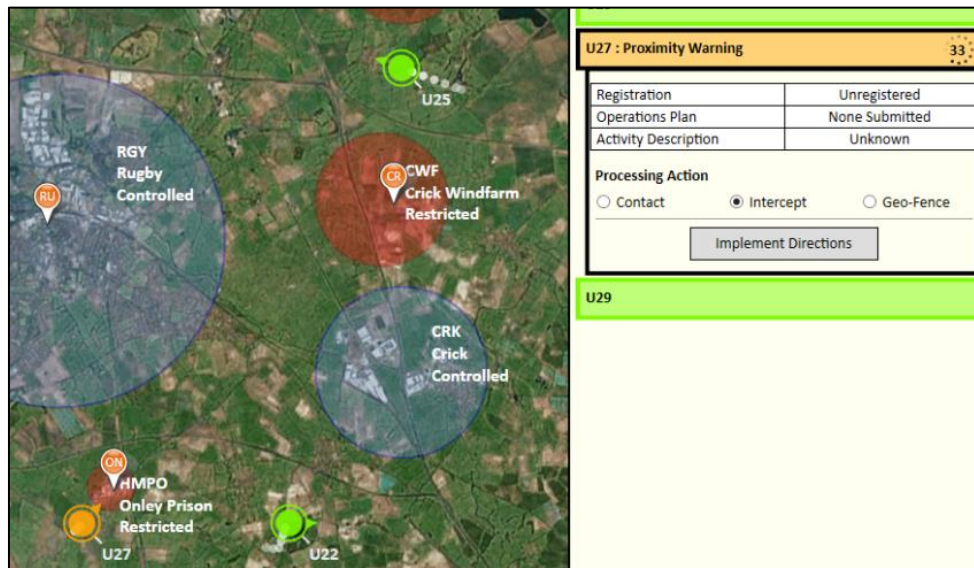 U25
RGY
Rugby
Controlled
RU
CR
CWF
Crick Windfarm
Restricted
CRK
Crick
Controlled
ON
HMPO
Onley Prison
Restricted
U27
U22
U27 : Proximity Warning
33
Registration Unregistered
Operations Plan None Submitted
Activity Description Unknown
Processing Action
Contact Intercept Geo-Fence
Implement Directions
U29